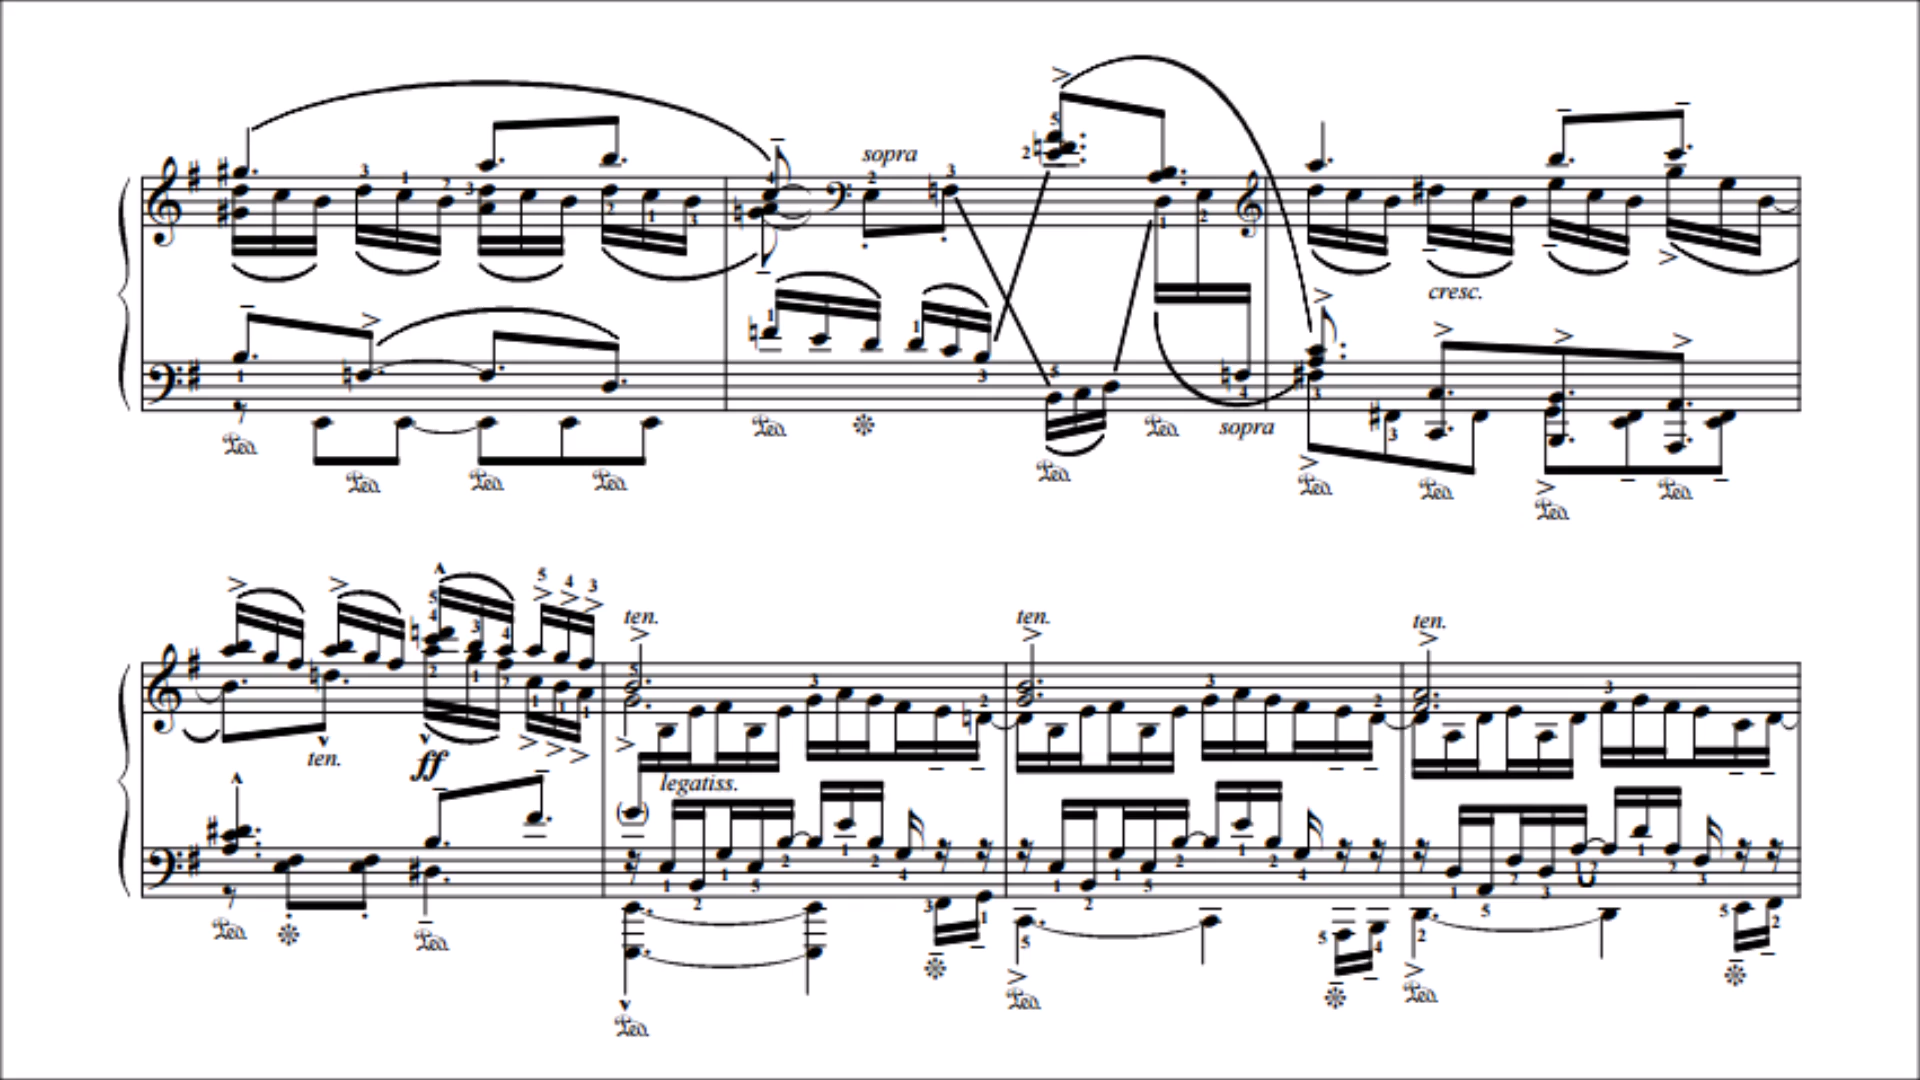 sopra
cresc.
sopra
ten.
ten.
ten.
ten.
ff
legatiss.